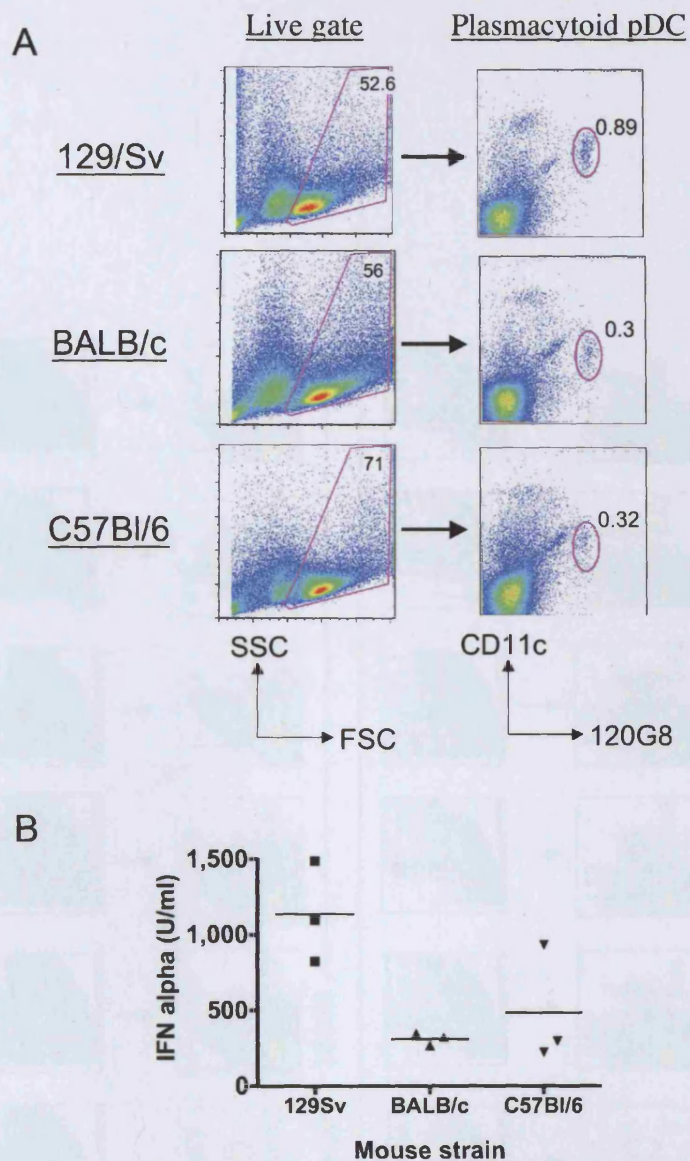 A
Live gate Plasmacytoid pDC
129/Sv
52.6
0.89
BALB/c
56
0.3
C57Bl/6
71
0.32
SSC
FSC
CD11c
120G8
B
IFN alpha (U/ml)
1,500
1,000
500
0
129Sv BALB/c C57Bl/6
Mouse strain